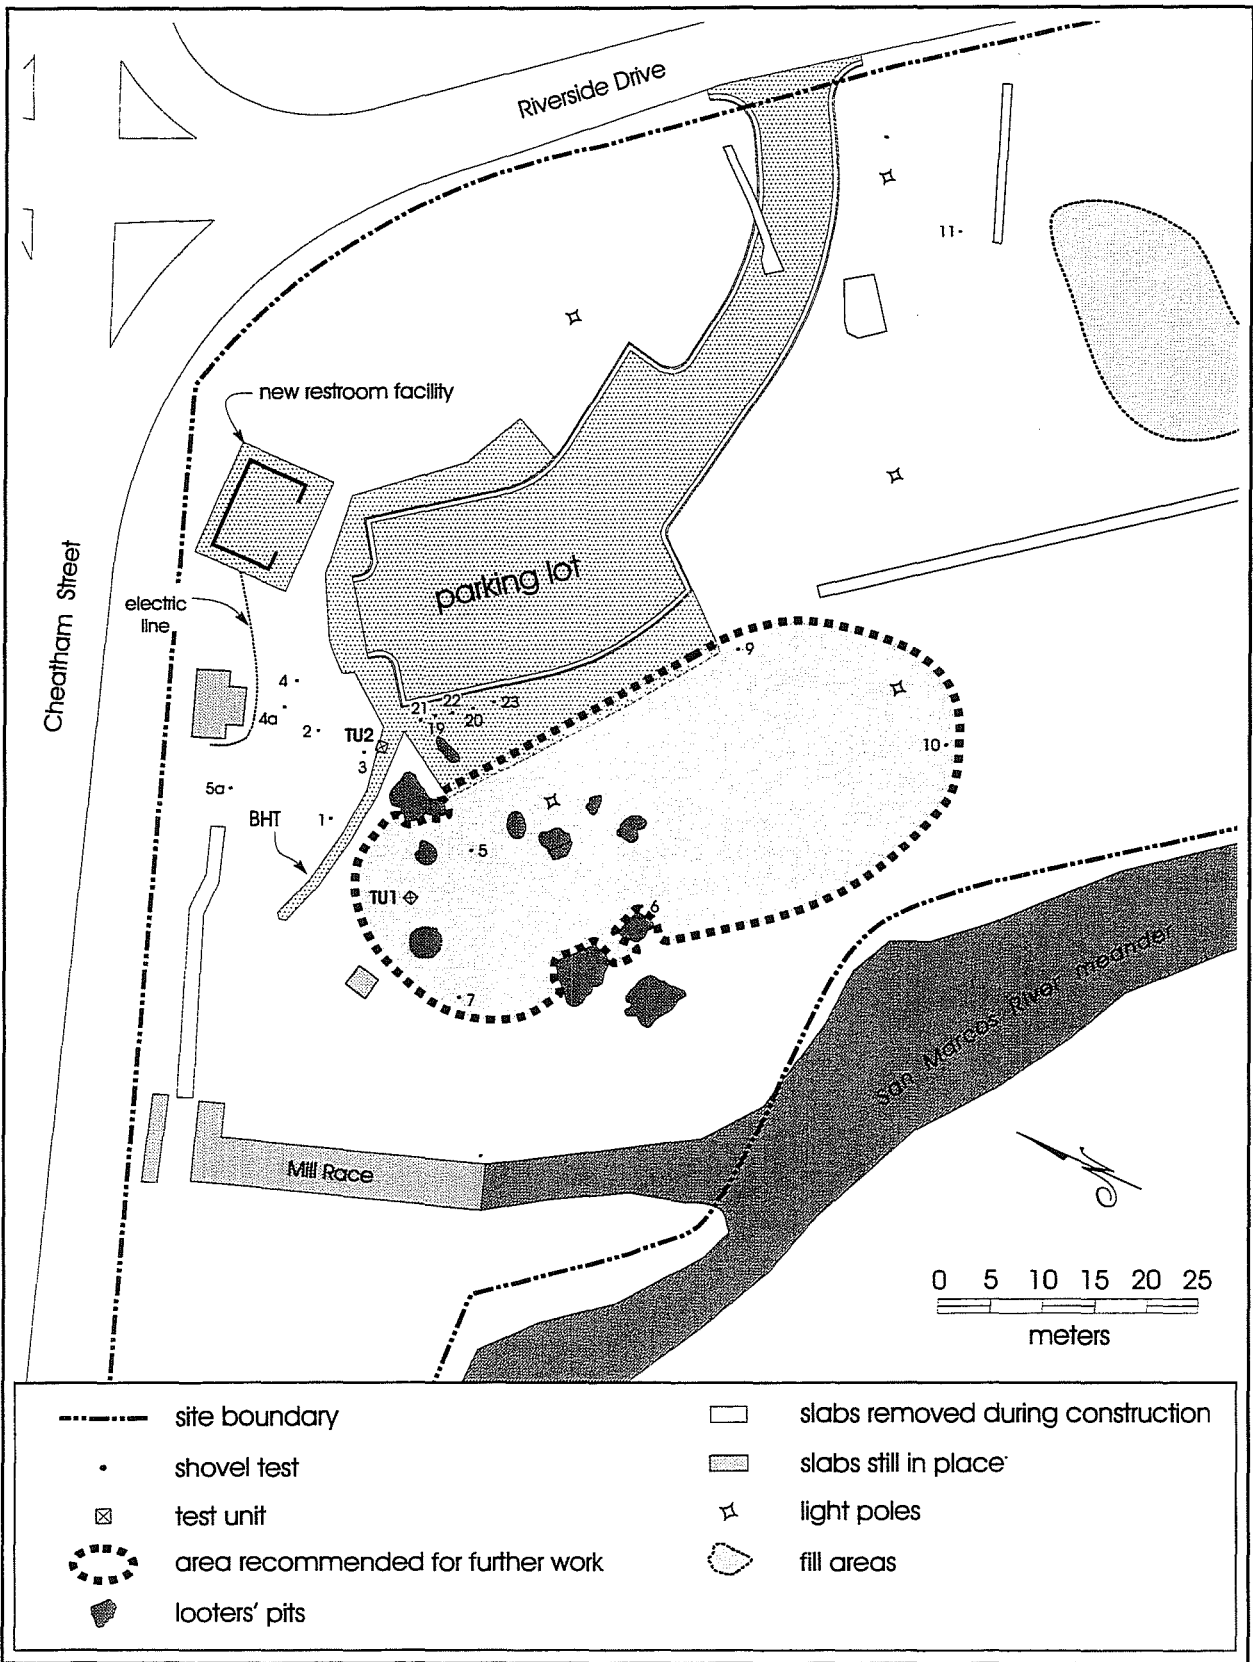 Riverside Drive
11
new restroom facility
Cheatham Street
parking lot
electric
line
9
4
23
22
21
4a
20
19
2
TU2
10
3
5a
BHT
1
5
TU1
6
San Marcos River meander
7
Mill Race
0 5 10 15 20 25
meters
site boundary
shovel test
test unit
area recommended for further work
looters' pits
slabs removed during construction
slabs still in place
light poles
fill areas